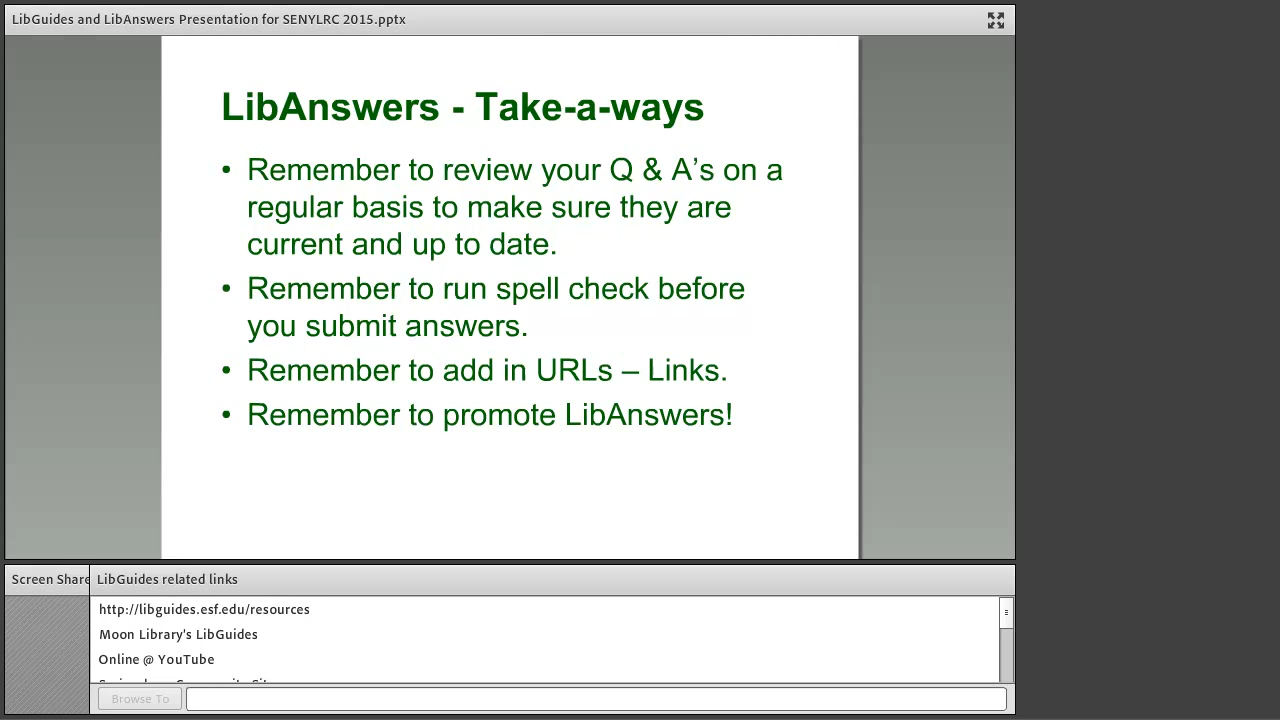 LibGuides and LibAnswers Presentation for SENYLRC 2015.pptx
LibAnswers - Take-a-ways
• Remember to review your Q & A’s on a
regular basis to make sure they are
current and up to date.
• Remember to run spell check before
you submit answers.
• Remember to add in URLs – Links.
• Remember to promote LibAnswers!
Screen Share
LibGuides related links
http://libguides.esf.edu/resources
Moon Library's LibGuides
Online @ YouTube
Browse To